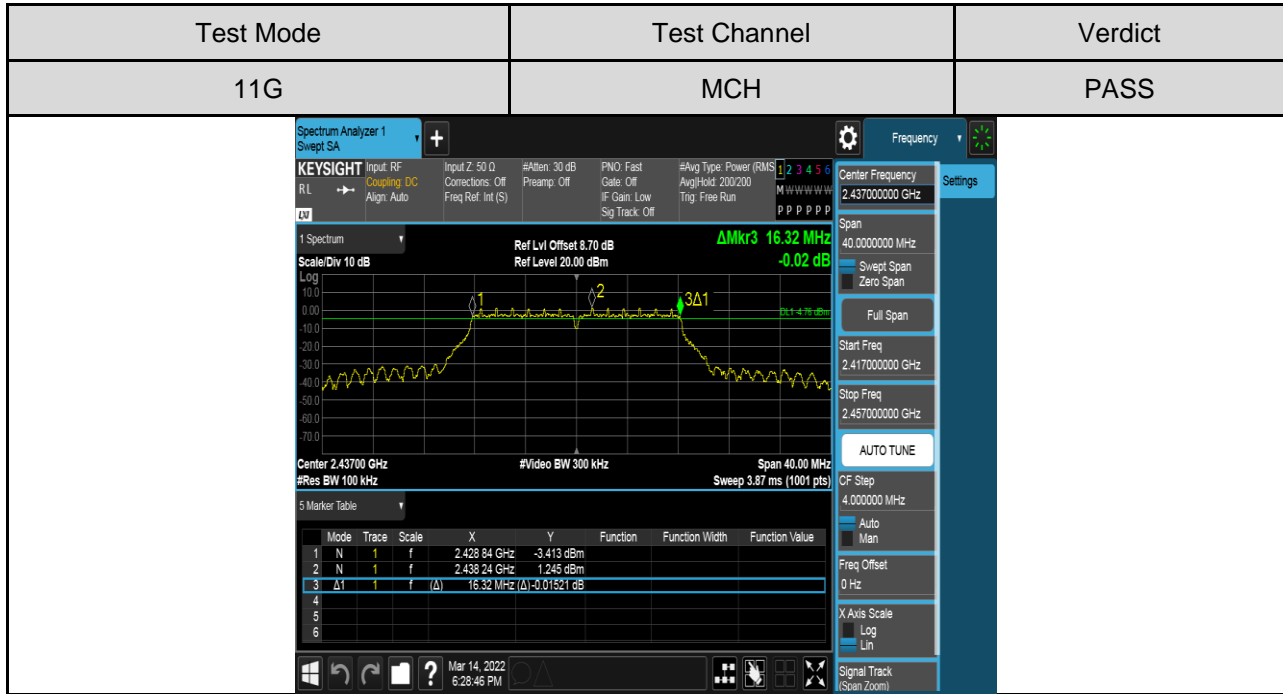 Test Mode Test Channel Verdict
11G MCH PASS
Spectrum Analyzer 1
Swept SA
+
Frequency
KEYSIGHT Input: RF Input Z: 50 Ω #Atten: 30 dB PNO: Fast #Avg Type: Power (RMS 1 2 3 4 5 6
RL Coupling: DC Corrections: Off Preamp: Off Gate: Off Avg|Hold: 200/200 M W W W W W
Align: Auto Freq Ref: Int (S) IF Gain: Low Trig: Free Run
LXI Sig Track: Off P P P P P P
1 Spectrum
Ref Lvl Offset 8.70 dB ΔMkr3 16.32 MHz
Scale/Div 10 dB Ref Level 20.00 dBm -0.02 dB
Log
10.0
0.00
-10.0
-20.0
-30.0
-40.0
-50.0
-60.0
-70.0
1 2 3Δ1
DL1 -4.76 dBm
Center 2.43700 GHz #Video BW 300 kHz Span 40.00 MHz
#Res BW 100 kHz Sweep 3.87 ms (1001 pts)
5 Marker Table
Mode Trace Scale X Y Function Function Width Function Value
1 N 1 f 2.428 84 GHz -3.413 dBm
2 N 1 f 2.438 24 GHz 1.245 dBm
3 Δ1 1 f (Δ) 16.32 MHz (Δ) -0.01521 dB
4
5
6
Mar 14, 2022
6:28:46 PM
?
Center Frequency
2.437000000 GHz
Settings
Span
40.0000000 MHz
Swept Span
Zero Span
Full Span
Start Freq
2.417000000 GHz
Stop Freq
2.457000000 GHz
AUTO TUNE
CF Step
4.000000 MHz
Auto
Man
Freq Offset
0 Hz
X Axis Scale
Log
Lin
Signal Track
(Span Zoom)